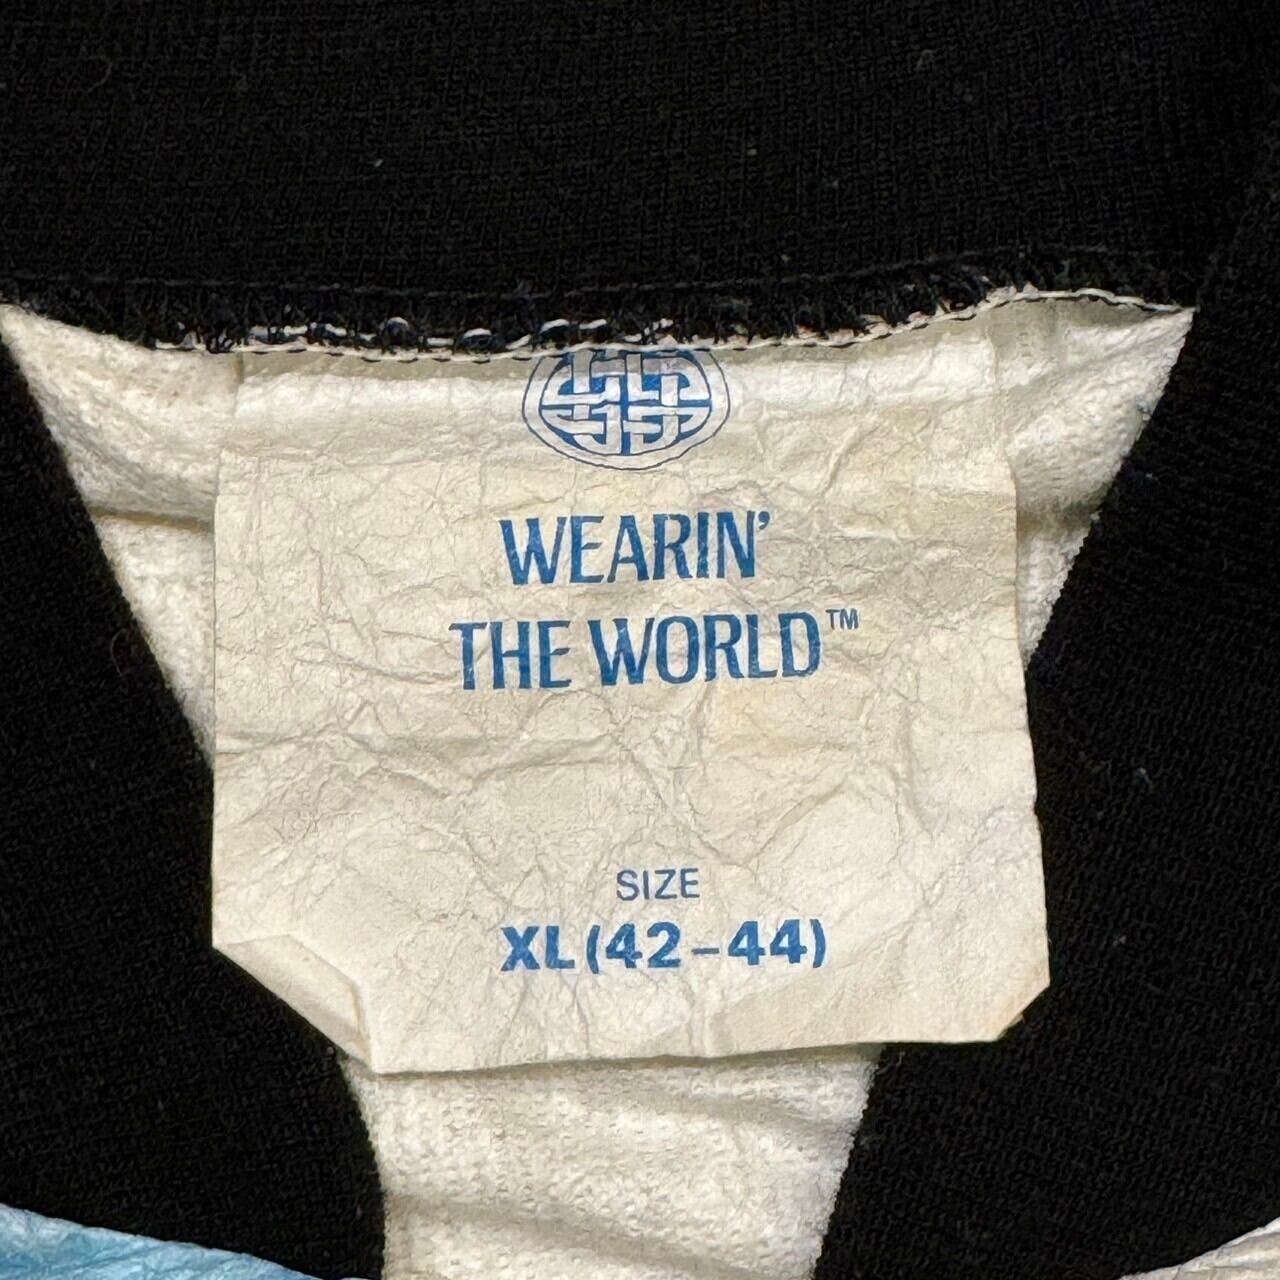 WEARIN'
THE WORLD™
SIZE
XL (42-44)